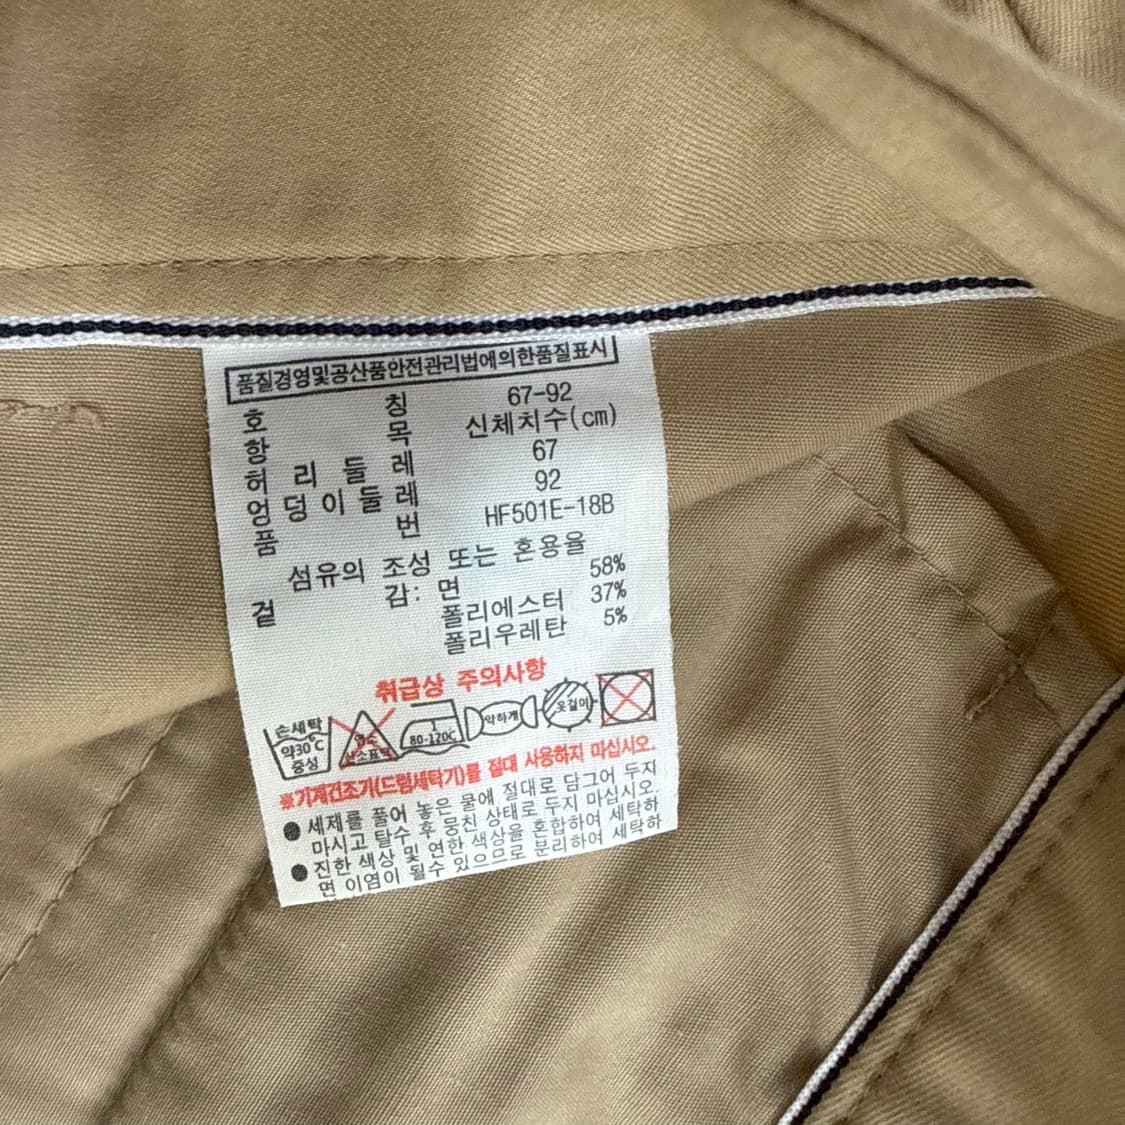 품질경영및공산품안전관리법에의한품질표시
호 칭 67-92
항 목 신체치수(cm)
허 리 둘 레 67
엉 덩 이 둘 레 92
품 번 HF501E-18B
섬유의 조성 또는 혼용율
겉 감: 면 58%
폴리에스터 37%
폴리우레탄 5%
취급상 주의사항
손세탁
약30℃
중성
염소
산소표백
80-120℃
약하게
옷걸이
※기계건조기(드럼세탁기)를 절대 사용하지 마십시오.
● 세제를 풀어 놓은 물에 절대로 담그어 두지
마시고 탈수 후 뭉친 상태로 두지 마십시오.
● 진한 색상 및 연한 색상을 혼합하여 세탁하
면 이염이 될수 있으므로 분리하여 세탁하